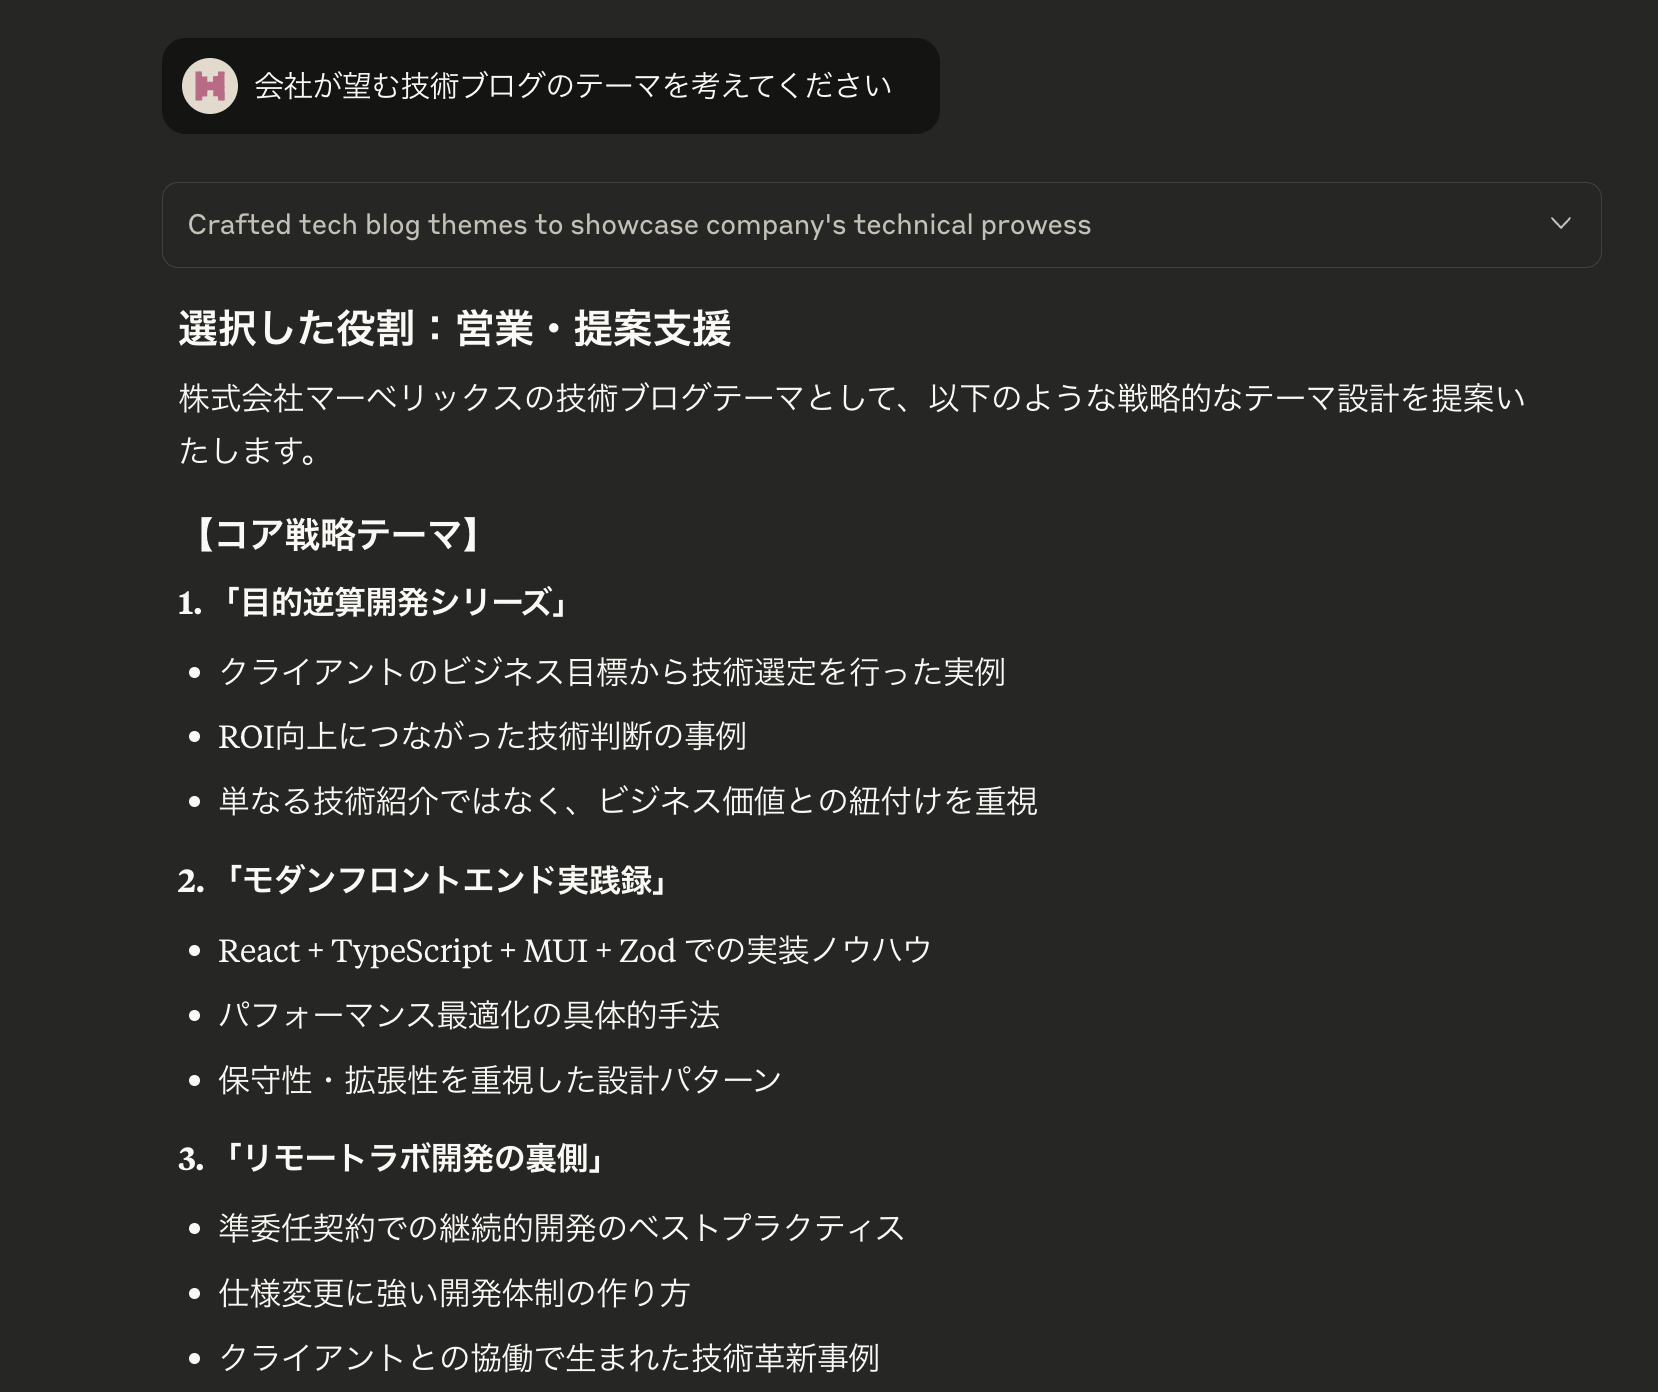 会社が望む技術ブログのテーマを考えてください
Crafted tech blog themes to showcase company's technical prowess
選択した役割：営業・提案支援
株式会社マーベリックスの技術ブログテーマとして、以下のような戦略的なテーマ設計を提案い
たします。
【コア戦略テーマ】
1. 「目的逆算開発シリーズ」
• クライアントのビジネス目標から技術選定を行った実例
• ROI向上につながった技術判断の事例
• 単なる技術紹介ではなく、ビジネス価値との紐付けを重視
2. 「モダンフロントエンド実践録」
• React + TypeScript + MUI + Zod での実装ノウハウ
• パフォーマンス最適化の具体的手法
• 保守性・拡張性を重視した設計パターン
3. 「リモートラボ開発の裏側」
• 準委任契約での継続的開発のベストプラクティス
• 仕様変更に強い開発体制の作り方
• クライアントとの協働で生まれた技術革新事例